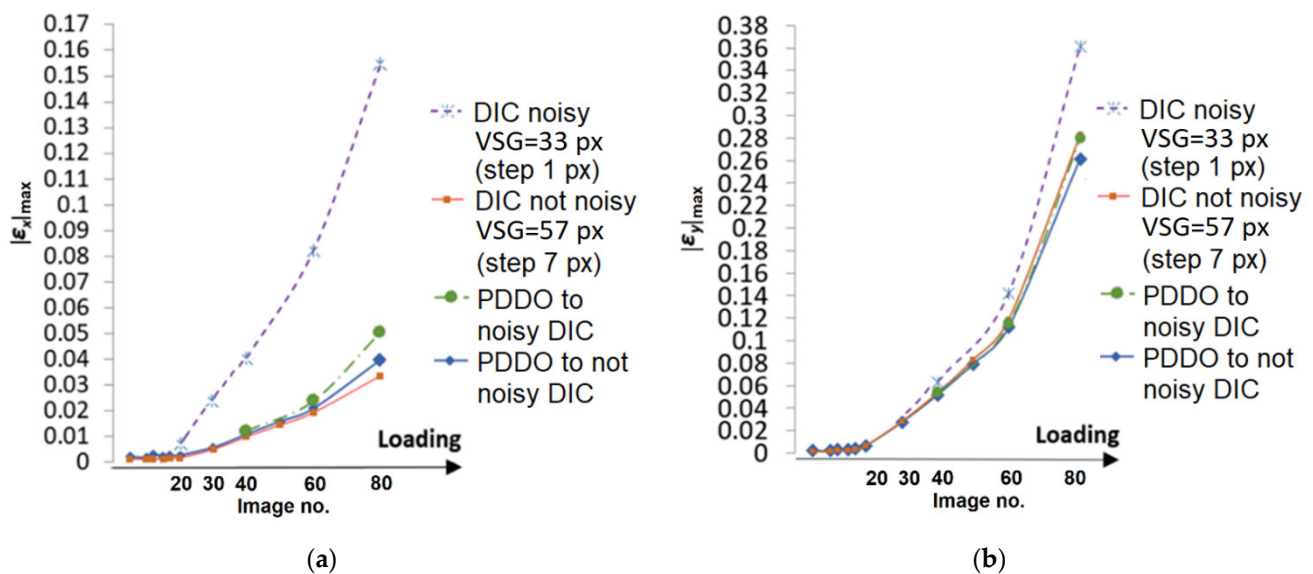 0.17
0.16
0.15
0.14
0.13
0.12
0.11
0.1
0.09
0.08
0.07
0.06
0.05
0.04
0.03
0.02
0.01
0
|εx|max
DIC noisy
VSG=33 px
(step 1 px)
DIC not noisy
VSG=57 px
(step 7 px)
PDDO to
noisy DIC
PDDO to not
noisy DIC
Loading
20 30 40 60 80
Image no.
(a)
0.38
0.36
0.34
0.32
0.3
0.28
0.26
0.24
0.22
0.2
0.18
0.16
0.14
0.12
0.1
0.08
0.06
0.04
0.02
0
|εy|max
DIC noisy
VSG=33 px
(step 1 px)
DIC not noisy
VSG=57 px
(step 7 px)
PDDO to
noisy DIC
PDDO to not
noisy DIC
Loading
20 30 40 60 80
Image no.
(b)